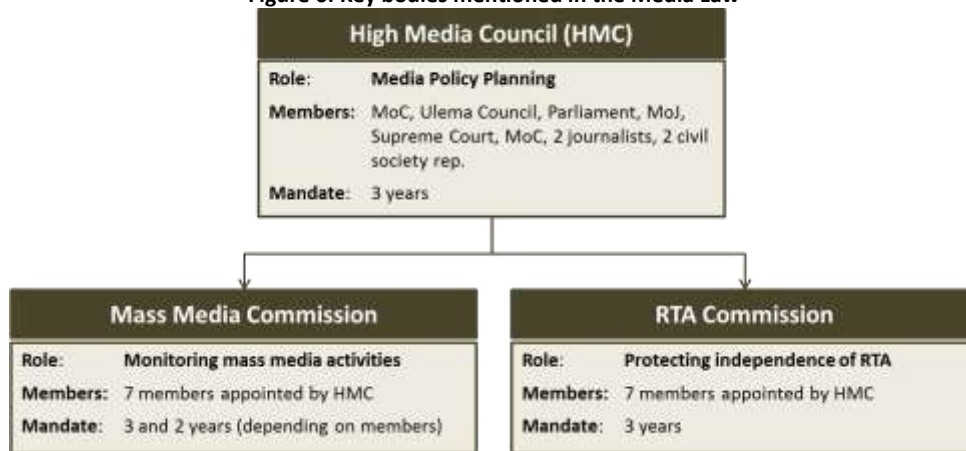 Figure 6: Key bodies mentioned in the Media Law
High Media Council (HMC)
Role: Media Policy Planning
Members: MoC, Ulema Council, Parliament, MoJ,
Supreme Court, MoC, 2 journalists, 2 civil
society rep.
Mandate: 3 years
Mass Media Commission
Role: Monitoring mass media activities
Members: 7 members appointed by HMC
Mandate: 3 and 2 years (depending on members)
RTA Commission
Role: Protecting independence of RTA
Members: 7 members appointed by HMC
Mandate: 3 years